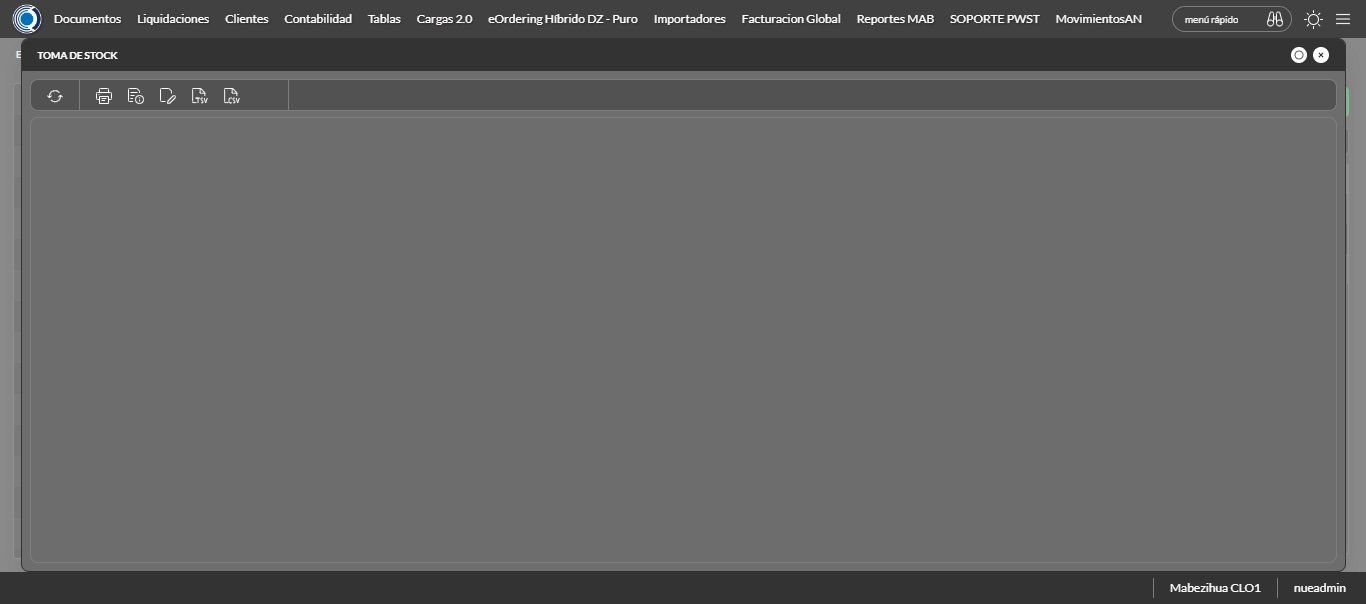 Documentos Liquidaciones Clientes Contabilidad Tablas Cargas 2.0 eOrdering Híbrido DZ - Puro Importadores Facturacion Global Reportes MAB SOPORTE PWST MovimientosAN menú rápido
TOMA DE STOCK
TSV CSV
Mabezihua CLO1 nueadmin